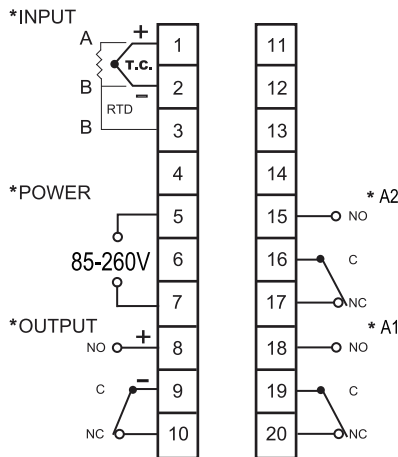 *INPUT
A + 1 11
T.C.
B − 2 12
RTD
B 3 13
4 14
*POWER * A2
5 15 NO
85-260V 6 16 C
7 17 NC
*OUTPUT * A1
NO + 8 18 NO
C − 9 19 C
NC 10 20 NC